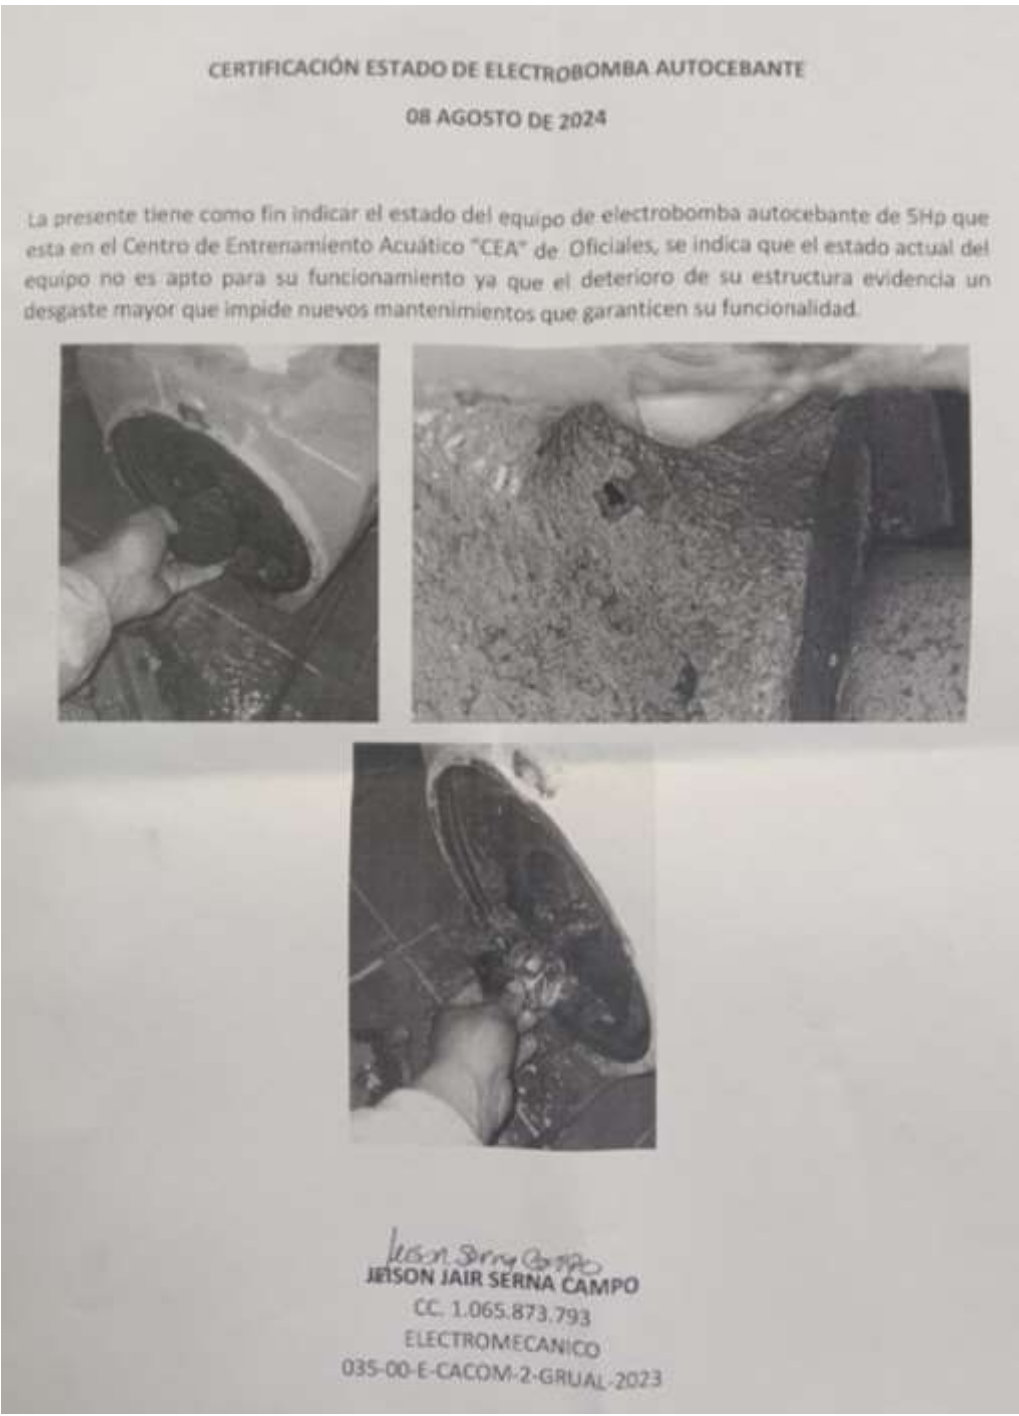 CERTIFICACIÓN ESTADO DE ELECTROBOMBA AUTOCEBANTE
08 AGOSTO DE 2024
La presente tiene como fin indicar el estado del equipo de electrobomba autocebante de 5Hp que
esta en el Centro de Entrenamiento Acuático "CEA" de Oficiales, se indica que el estado actual del
equipo no es apto para su funcionamiento ya que el deterioro de su estructura evidencia un
desgaste mayor que impide nuevos mantenimientos que garanticen su funcionalidad.
Jeison Serna Campo
JEISON JAIR SERNA CAMPO
CC. 1.065.873.793
ELECTROMECANICO
035-00-E-CACOM-2-GRUAL-2023